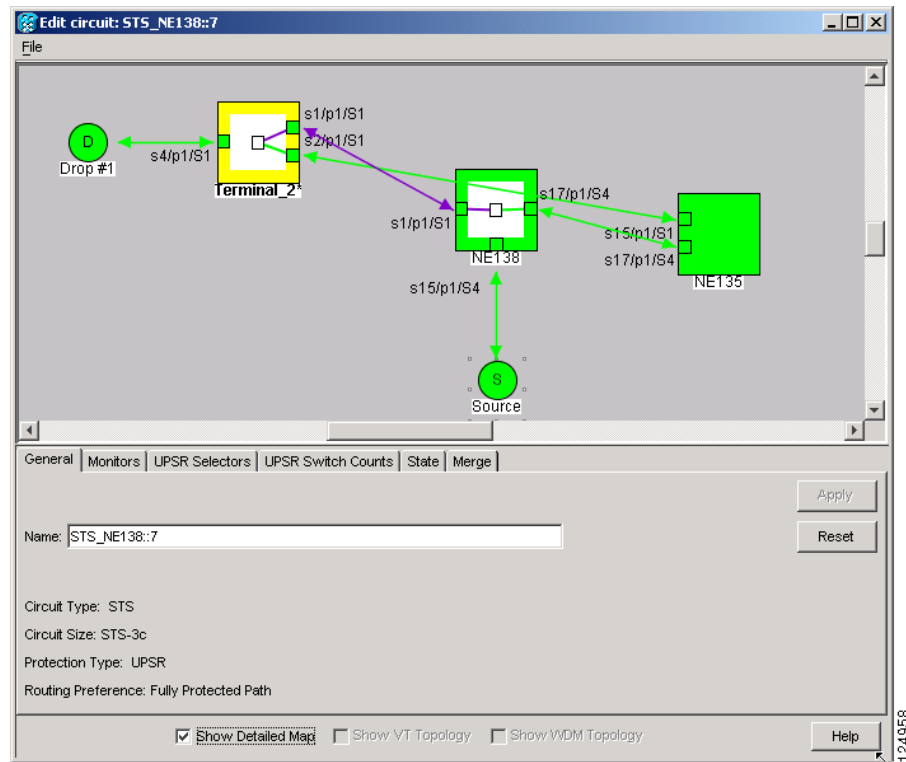 Edit circuit: STS_NE138::7
File
D
Drop #1
s4/p1/S1
s1/p1/S1
s2/p1/S1
Terminal_2*
s1/p1/S1
s17/p1/S4
NE138
s15/p1/S1
s17/p1/S4
NE135
s15/p1/S4
S
Source
General Monitors UPSR Selectors UPSR Switch Counts State Merge
Apply
Name: STS_NE138::7
Reset
Circuit Type: STS
Circuit Size: STS-3c
Protection Type: UPSR
Routing Preference: Fully Protected Path
Show Detailed Map Show VT Topology Show WDM Topology
Help
124958